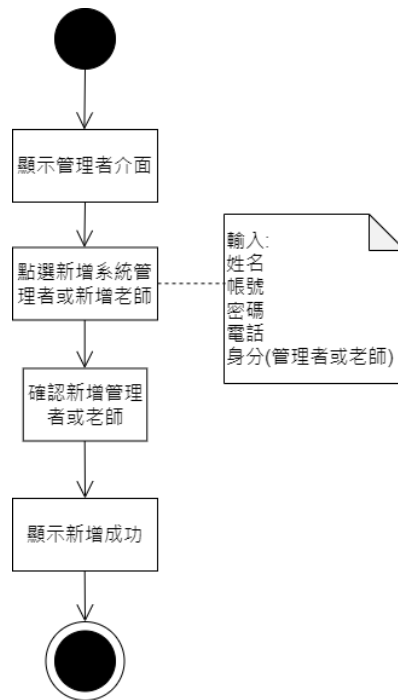 顯示管理者介面
點選新增系統管
理者或新增老師
輸入:
姓名
帳號
密碼
電話
身分(管理者或老師)
確認新增管理
者或老師
顯示新增成功